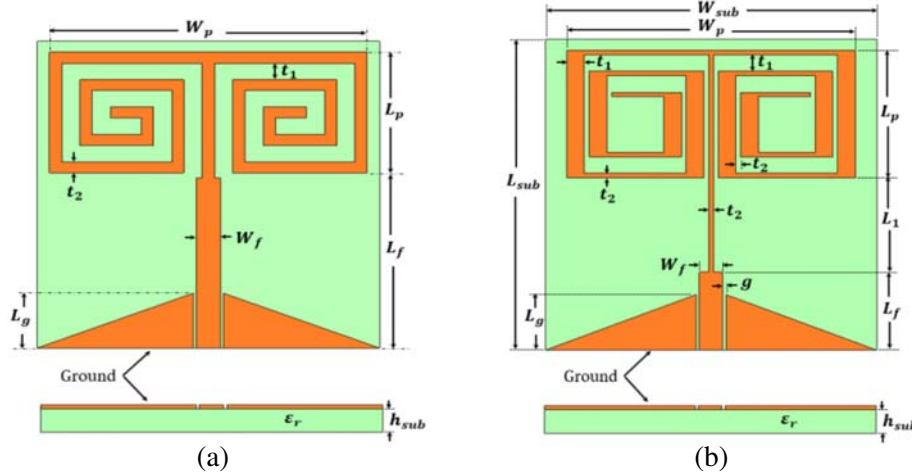 W_p
t_1
L_p
t_2
W_f
L_f
L_g
Ground
ε_r
h_sub
(a)
W_sub
W_p
t_1
L_p
t_2
t_2
L_sub
t_2
L_1
W_f
g
L_g
L_f
Ground
ε_r
h_sub
(b)